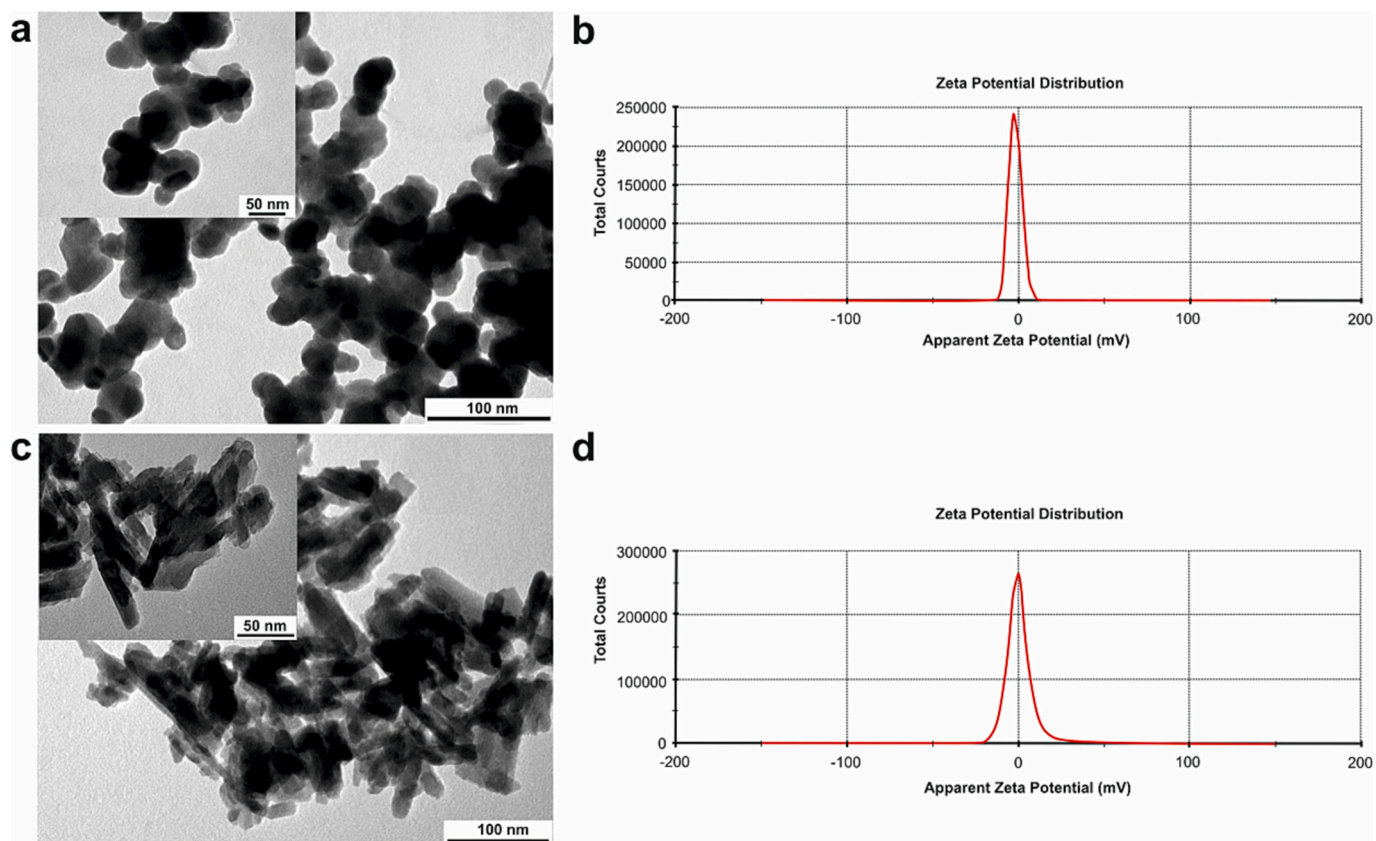 a
50 nm
100 nm
b
Zeta Potential Distribution
Total Courts
250000
200000
150000
100000
50000
0
-200
-100
0
100
200
Apparent Zeta Potential (mV)
c
50 nm
100 nm
d
Zeta Potential Distribution
Total Counts
300000
200000
100000
0
-200
-100
0
100
200
Apparent Zeta Potential (mV)